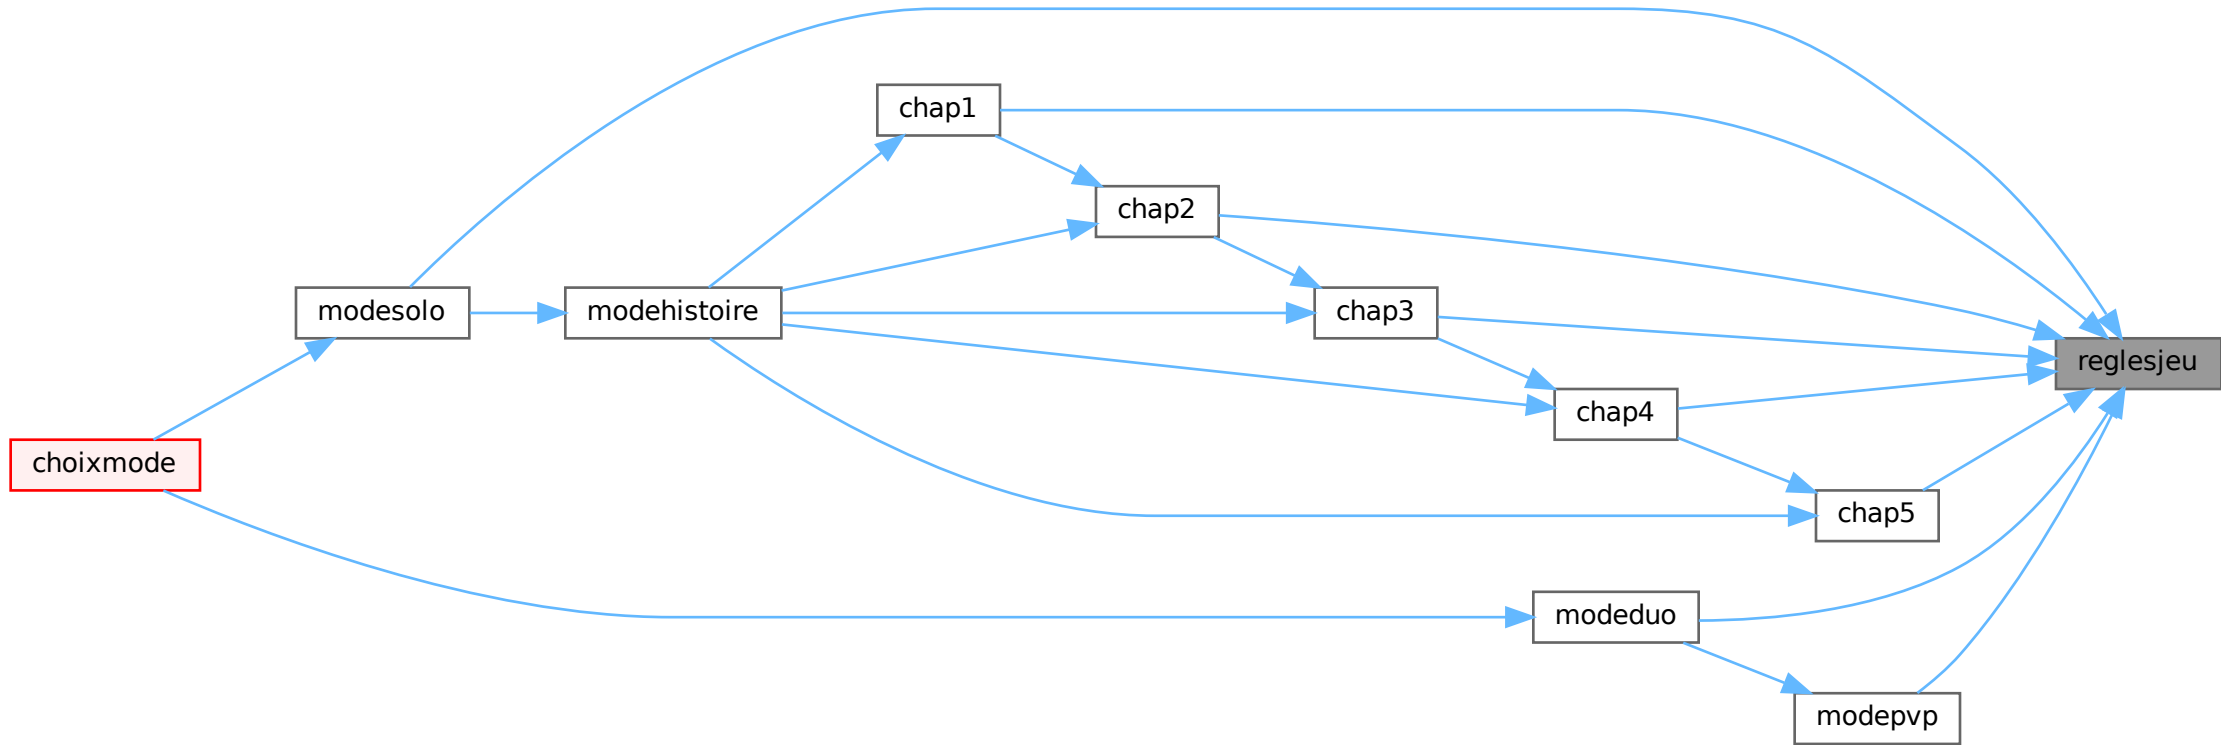 chap1
chap2
modesolo
modehistoire
chap3
reglesjeu
chap4
choixmode
chap5
modeduo
modepvp